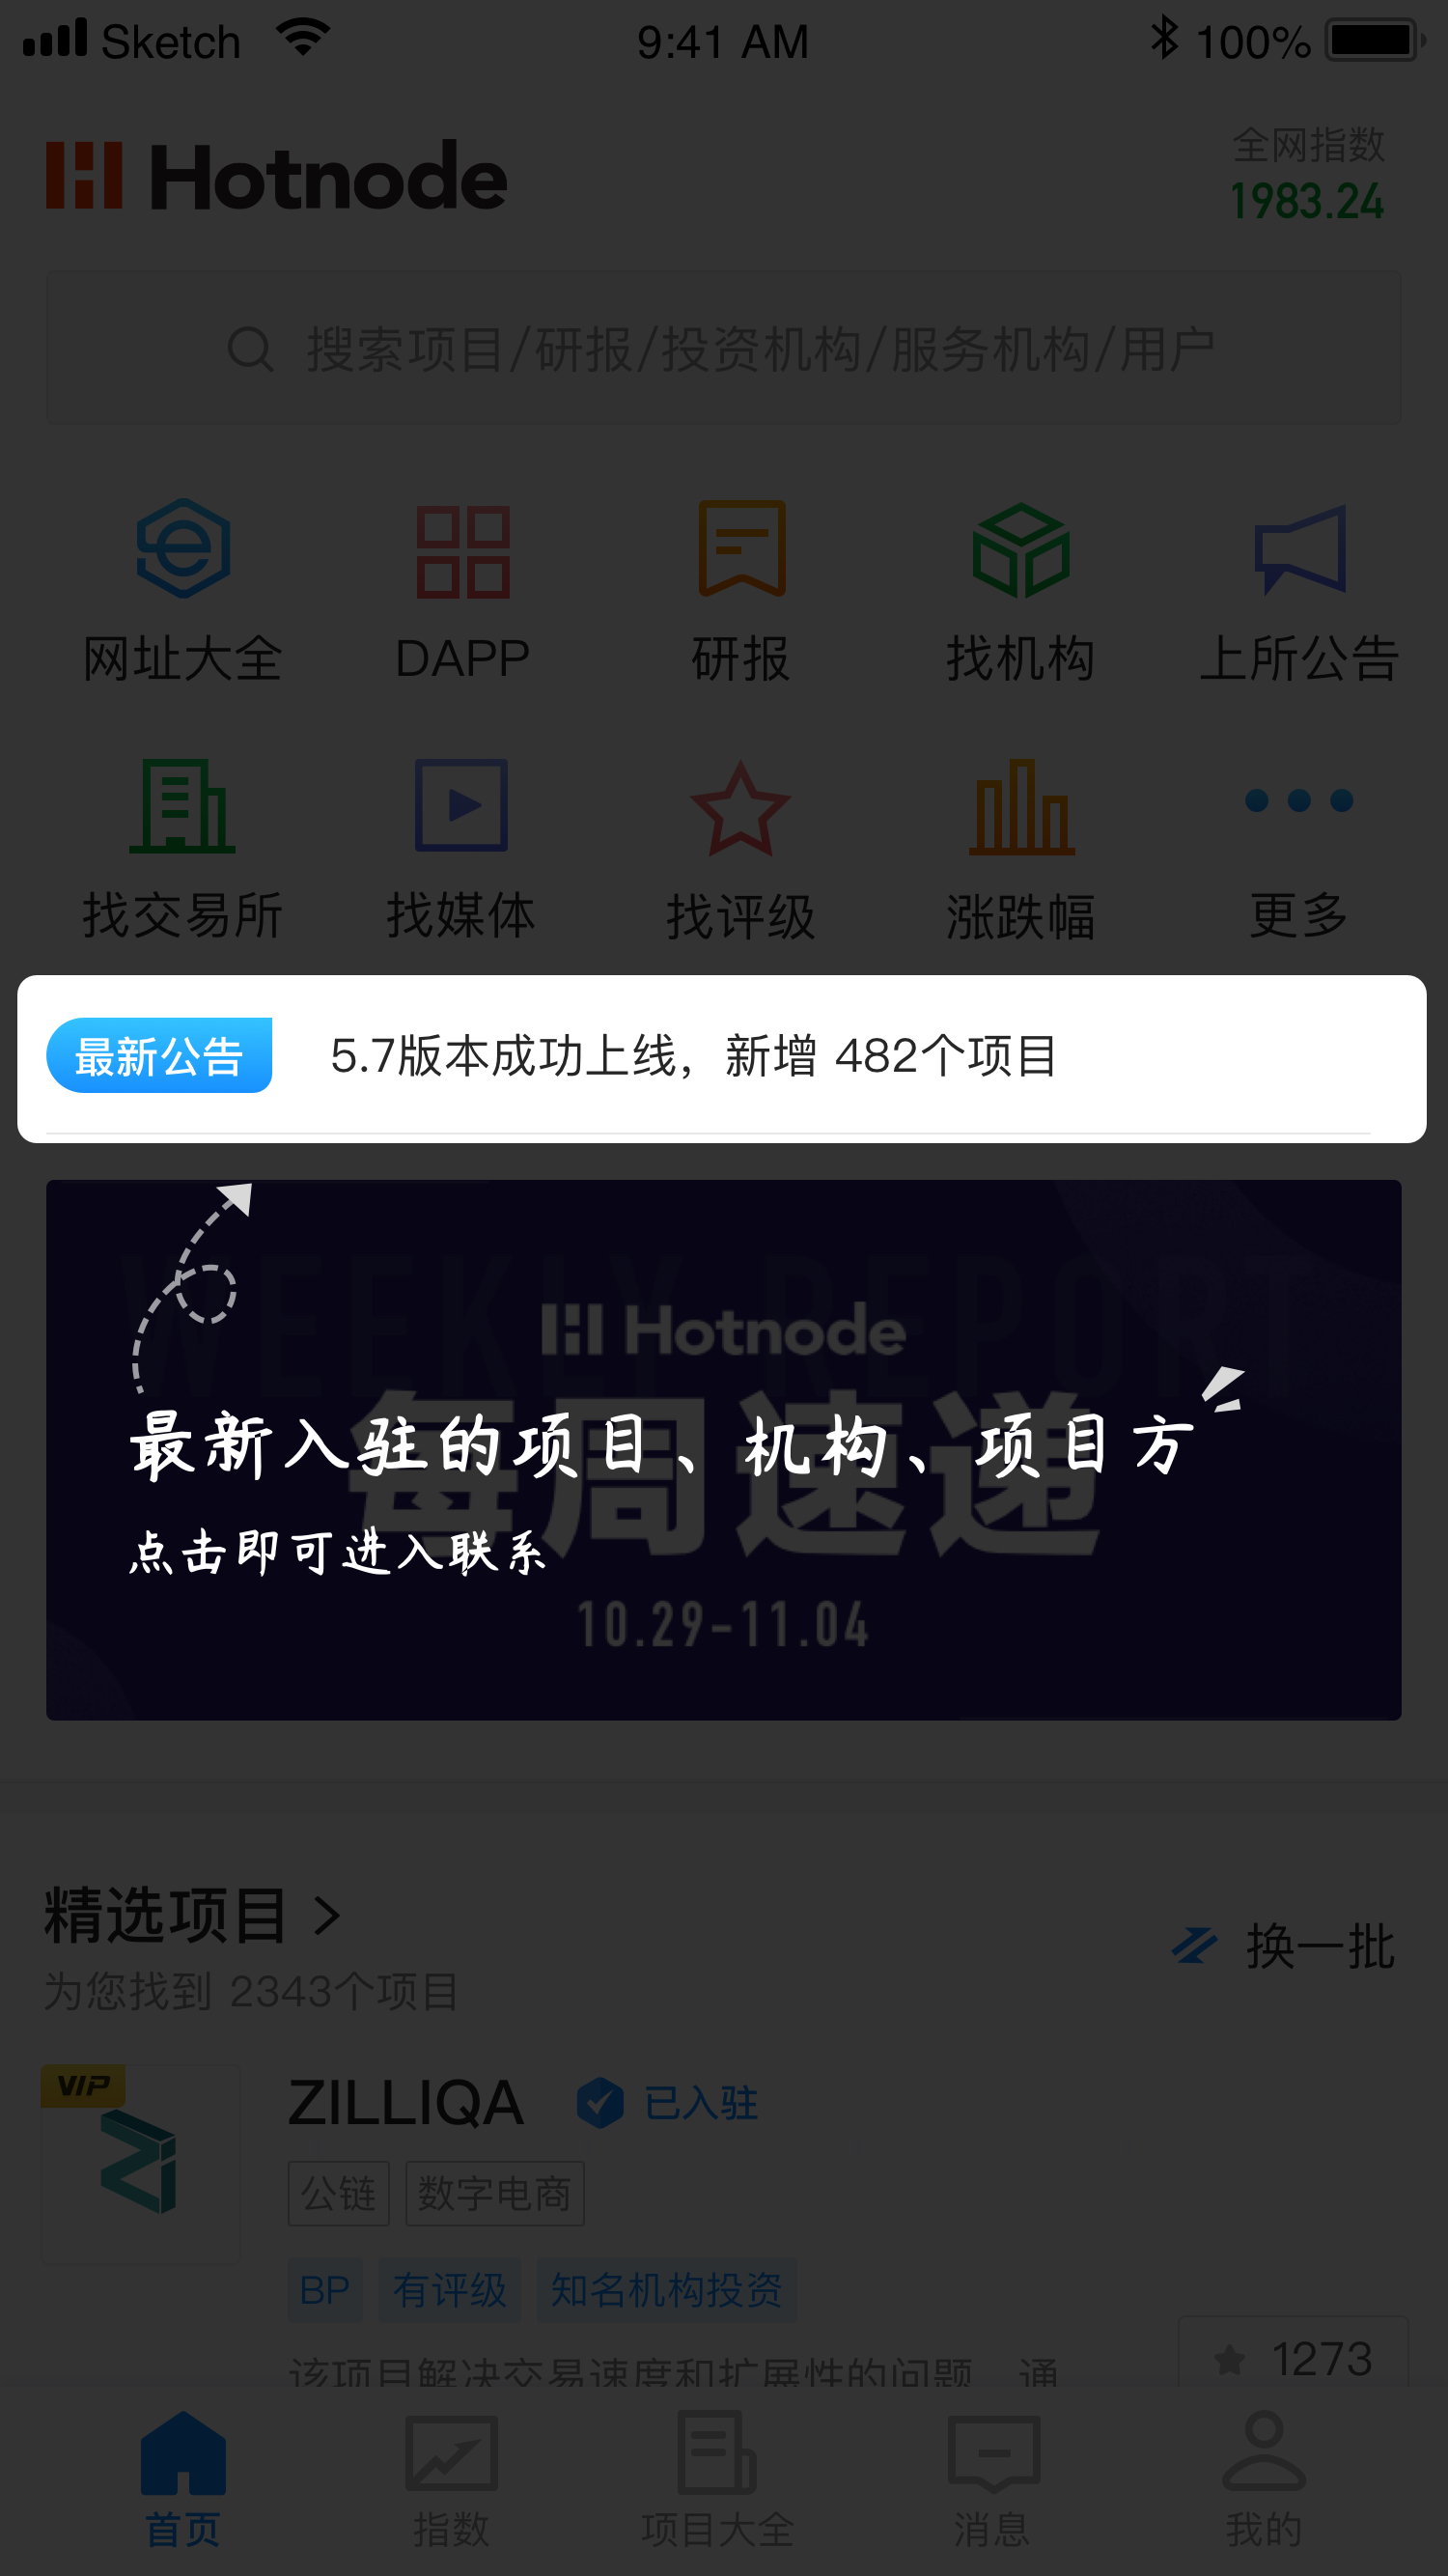 Sketch 9:41 AM 100%
Hotnode
全网指数
1983.24
搜索项目/研报/投资机构/服务机构/用户
网址大全 DAPP 研报 找机构 上所公告
找交易所 找媒体 找评级 涨跌幅 更多
最新公告 5.7版本成功上线，新增 482个项目
WEEKLY REPORT
Hotnode
每周速递
最新入驻的项目、机构、项目方
点击即可进入联系
10.29-11.04
精选项目 >
换一批
为您找到 2343个项目
VIP
ZILLIQA 已入驻
公链 数字电商
BP 有评级 知名机构投资
1273
该项目解决交易速度和扩展性的问题，通
首页 指数 项目大全 消息 我的